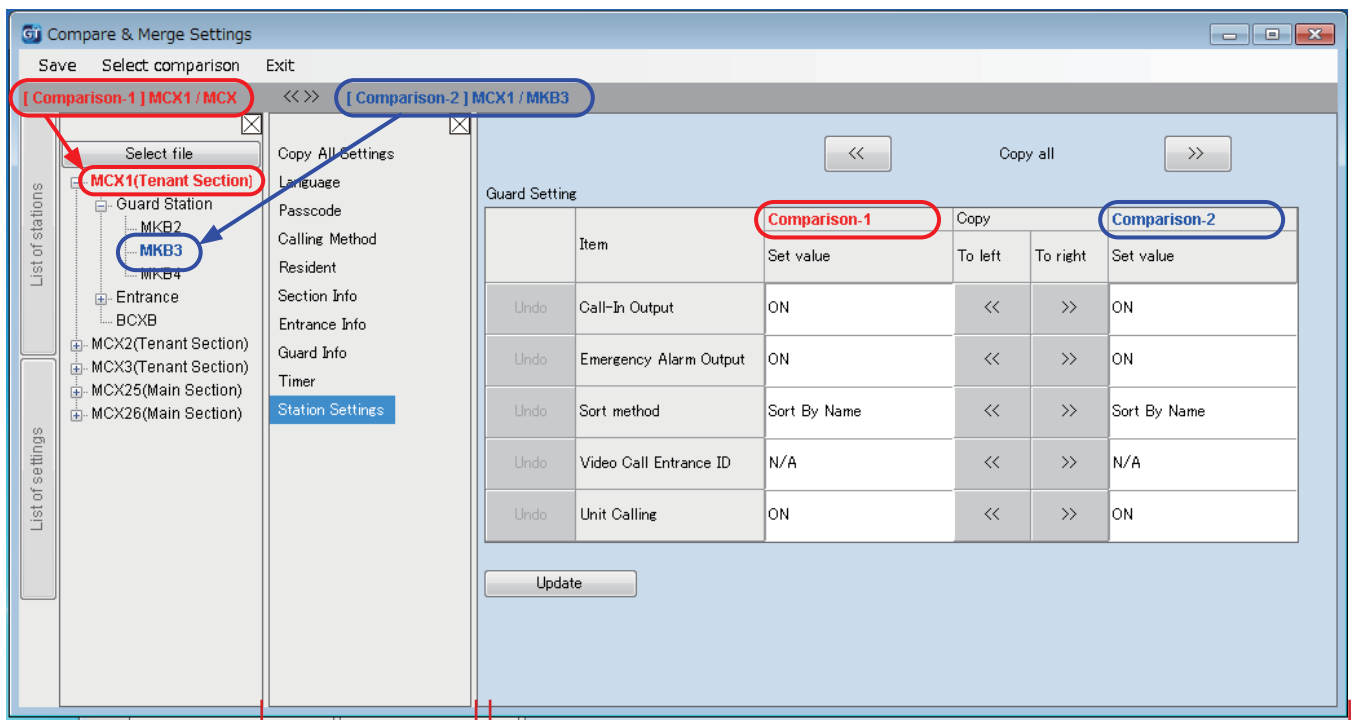 GT Compare & Merge Settings
Save Select comparison Exit
[ Comparison-1 ] MCX1 / MCX << >> [ Comparison-2 ] MCX1 / MKB3
List of stations
List of settings
Select file
MCX1(Tenant Section)
Guard Station
MKB2
MKB3
MKB4
Entrance
BCXB
MCX2(Tenant Section)
MCX3(Tenant Section)
MCX25(Main Section)
MCX26(Main Section)
Copy All Settings
Language
Passcode
Calling Method
Resident
Section Info
Entrance Info
Guard Info
Timer
Station Settings
<< Copy all >>
Guard Setting
Item Comparison-1 Copy Comparison-2
Set value To left To right Set value
Undo Call-In Output ON << >> ON
Undo Emergency Alarm Output ON << >> ON
Undo Sort method Sort By Name << >> Sort By Name
Undo Video Call Entrance ID N/A << >> N/A
Undo Unit Calling ON << >> ON
Update